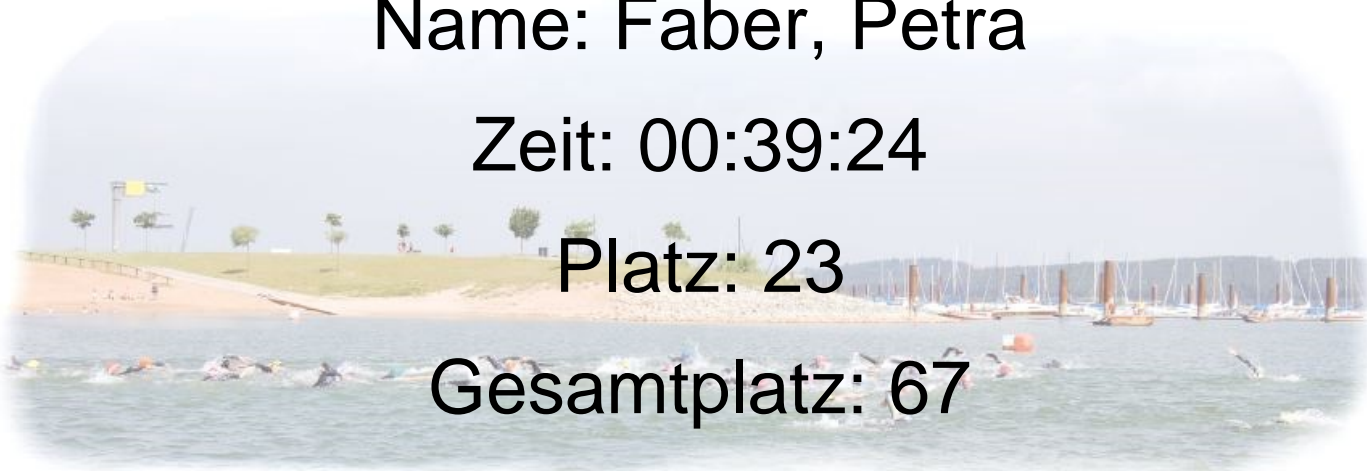 Name: Faber, Petra
Zeit: 00:39:24
Platz: 23
Gesamtplatz: 67